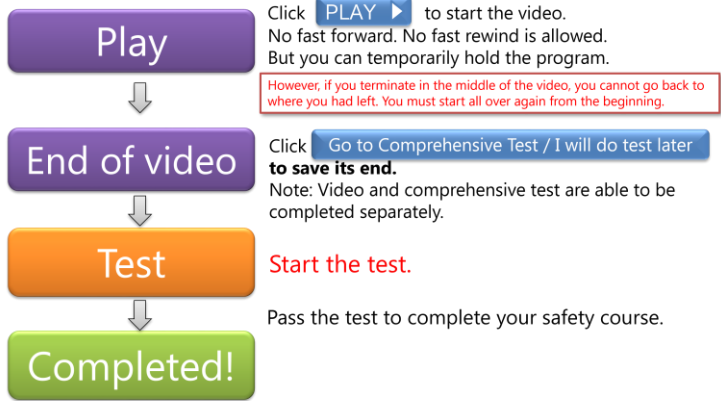 Play
Click PLAY to start the video.
No fast forward. No fast rewind is allowed.
But you can temporarily hold the program.
However, if you terminate in the middle of the video, you cannot go back to
where you had left. You must start all over again from the beginning.
End of video
Click Go to Comprehensive Test / I will do test later
to save its end.
Note: Video and comprehensive test are able to be
completed separately.
Test
Start the test.
Pass the test to complete your safety course.
Completed!